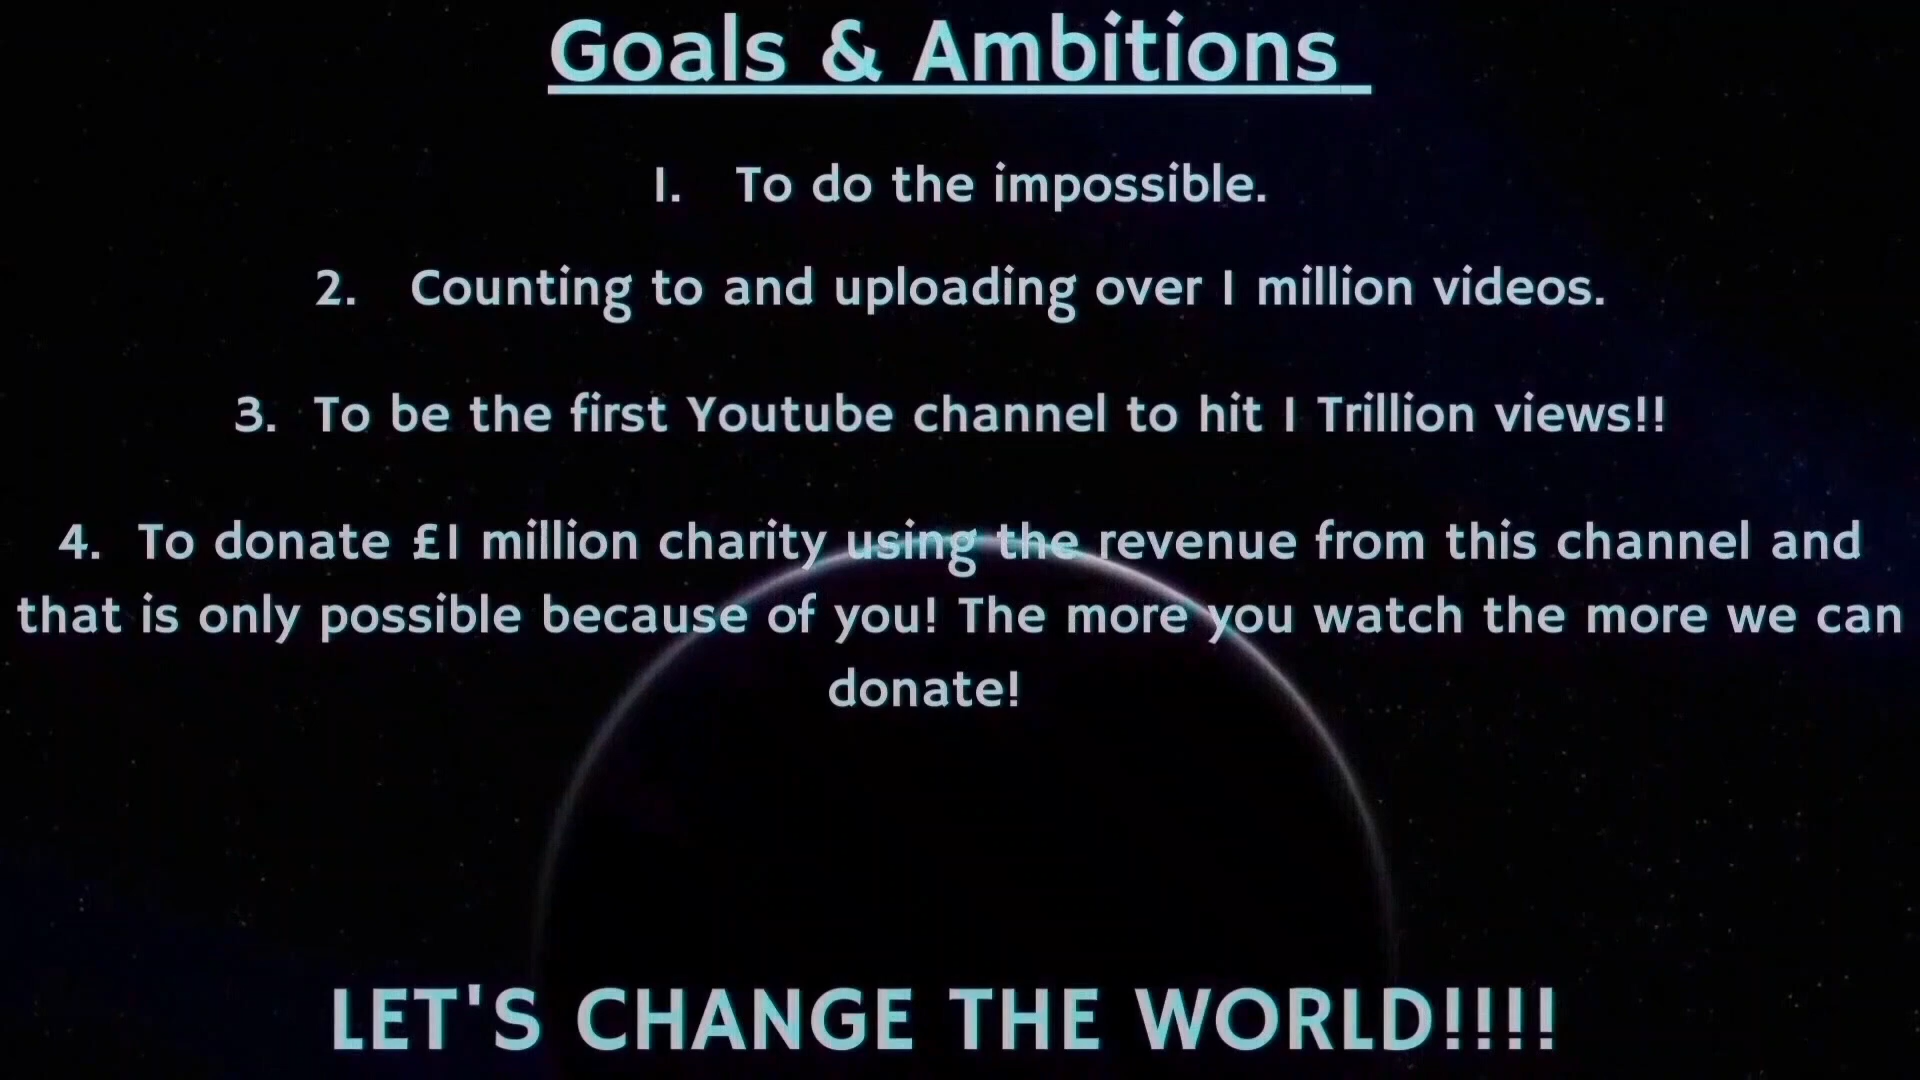 Goals & Ambitions
1. To do the impossible.
2. Counting to and uploading over 1 million videos.
3. To be the first Youtube channel to hit 1 Trillion views!!
4. To donate £1 million charity using the revenue from this channel and
that is only possible because of you! The more you watch the more we can
donate!
LET'S CHANGE THE WORLD!!!!